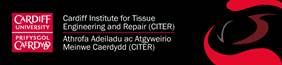 CARDIFF
UNIVERSITY
PRIFYSGOL
CAERDYDD
Cardiff Institute for Tissue
Engineering and Repair (CITER)
Athrofa Adeiladu ac Atgyweirio
Meinwe Caerdydd (CITER)